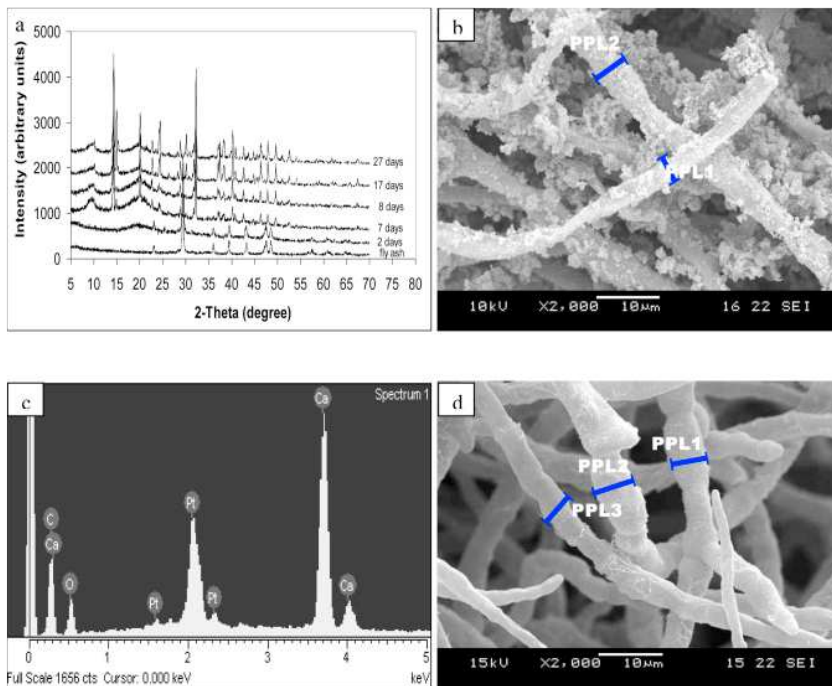 a
Intensity (arbitrary units)
5000
4000
3000
2000
1000
0
27 days
17 days
8 days
7 days
2 days
fly ash
5 10 15 20 25 30 35 40 45 50 55 60 65 70 75 80
2-Theta (degree)
b
PPL2
PPL1
10kV X2,000 10µm 16 22 SEI
c
Spectrum 1
Ca
Pt
C
Ca
O
Pt
Pt
Ca
0 1 2 3 4 5
Full Scale 1656 cts Cursor: 0.000 keV keV
d
PPL1
PPL2
PPL3
15kV X2,000 10µm 15 22 SEI